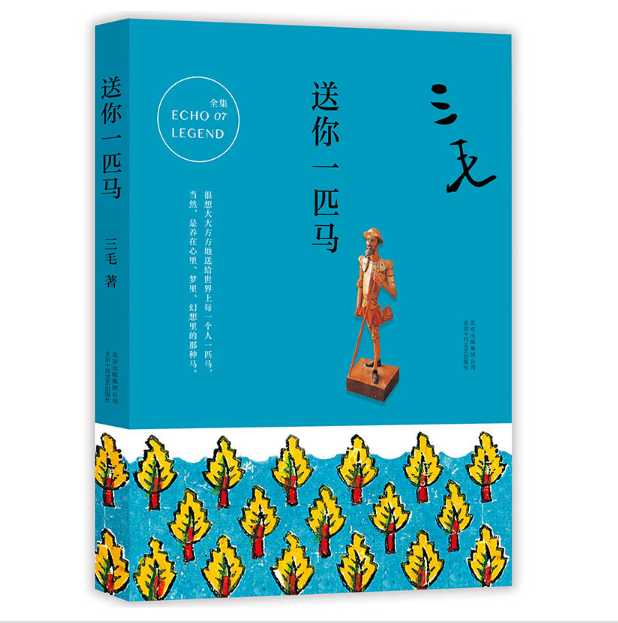 送你一匹马
三毛 著
北京出版集团公司
北京十月文艺出版社
全集
ECHO 07
LEGEND
送你一匹马
三毛
很想大大方方地送给世界上每一个人一匹马，
当然，是养在心里、梦里、幻想里的那种马。
北京出版集团公司
北京十月文艺出版社